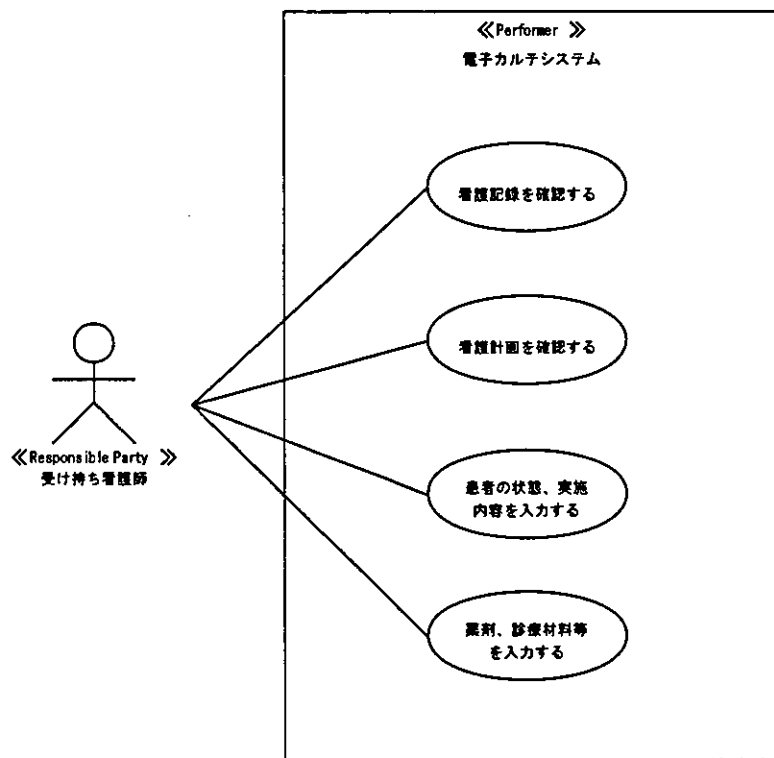 ≪Performer ≫
電子カルテシステム
看護記録を確認する
看護計画を確認する
≪Responsible Party ≫
受け持ち看護師
患者の状態、実施
内容を入力する
薬剤、診療材料等
を入力する